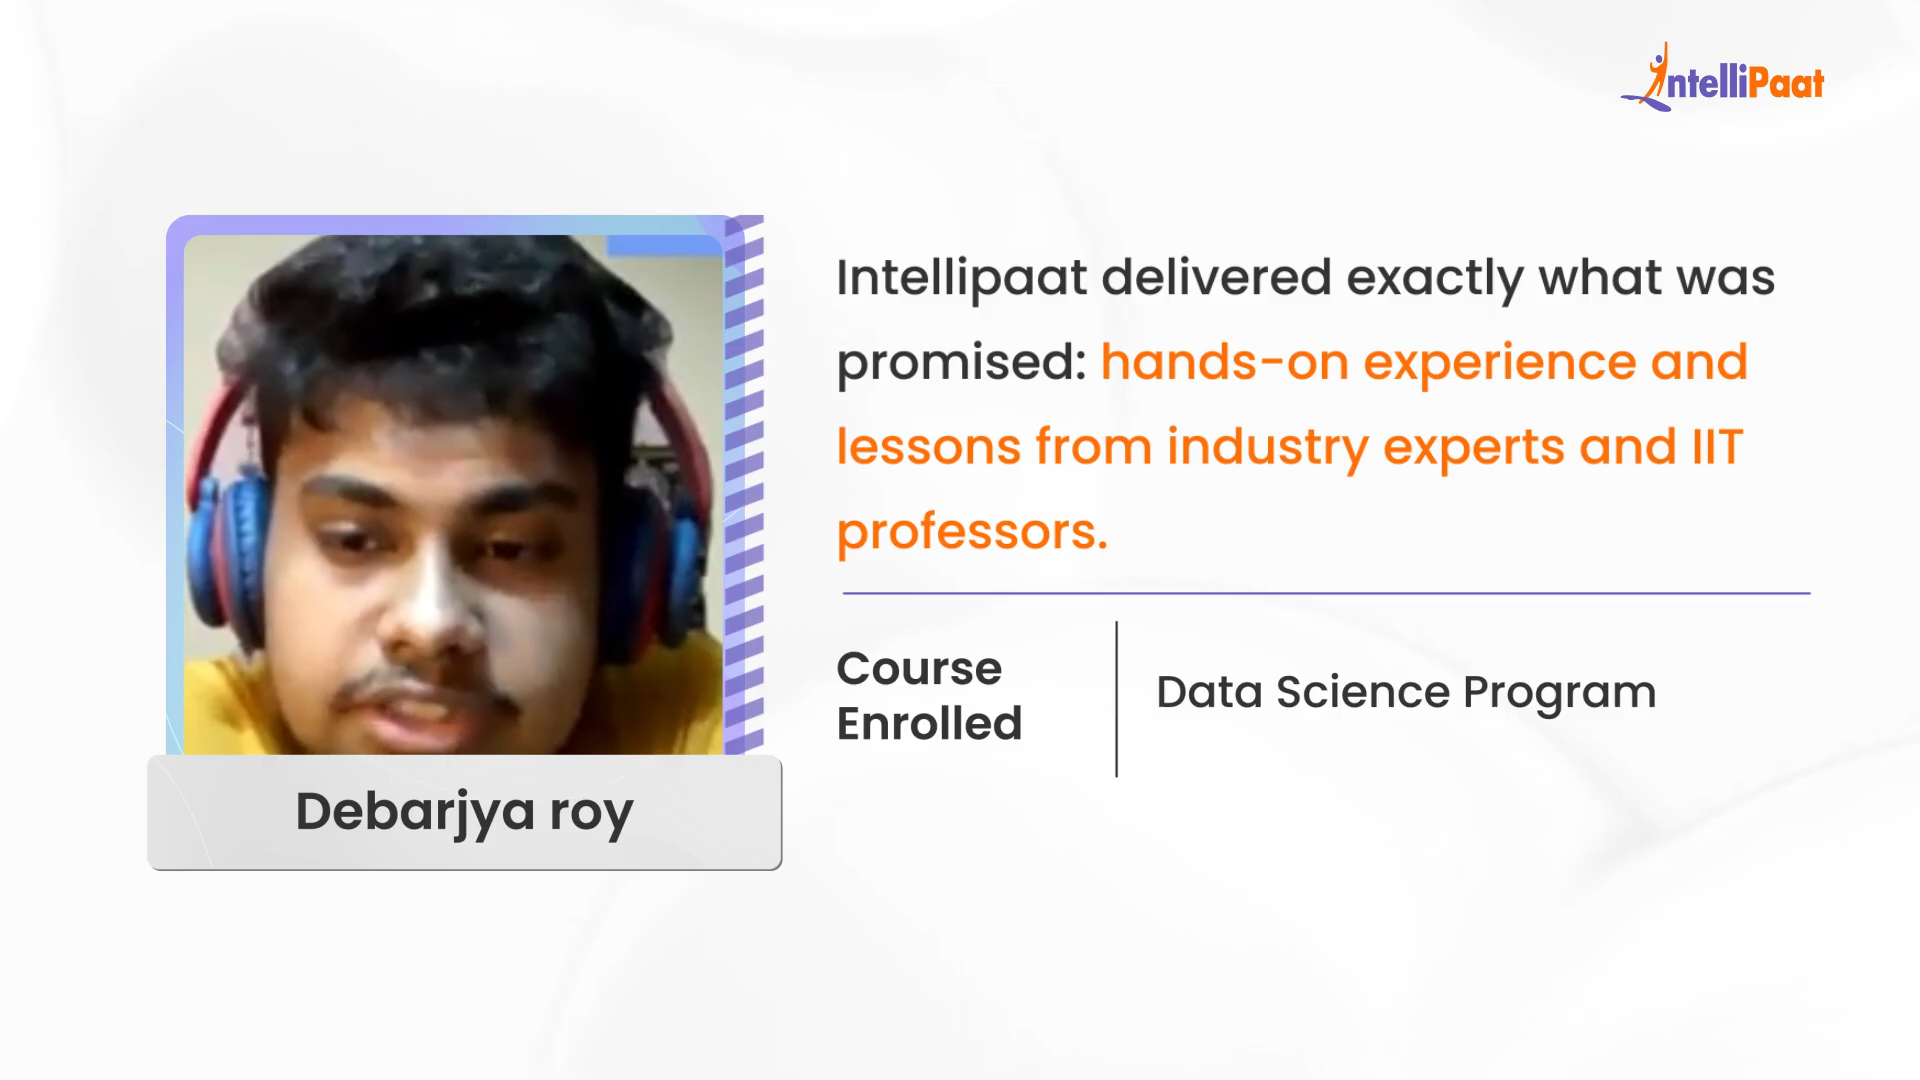 IntelliPaat
Intellipaat delivered exactly what was
promised: hands-on experience and
lessons from industry experts and IIT
professors.
Course
Enrolled
Data Science Program
Debarjya roy